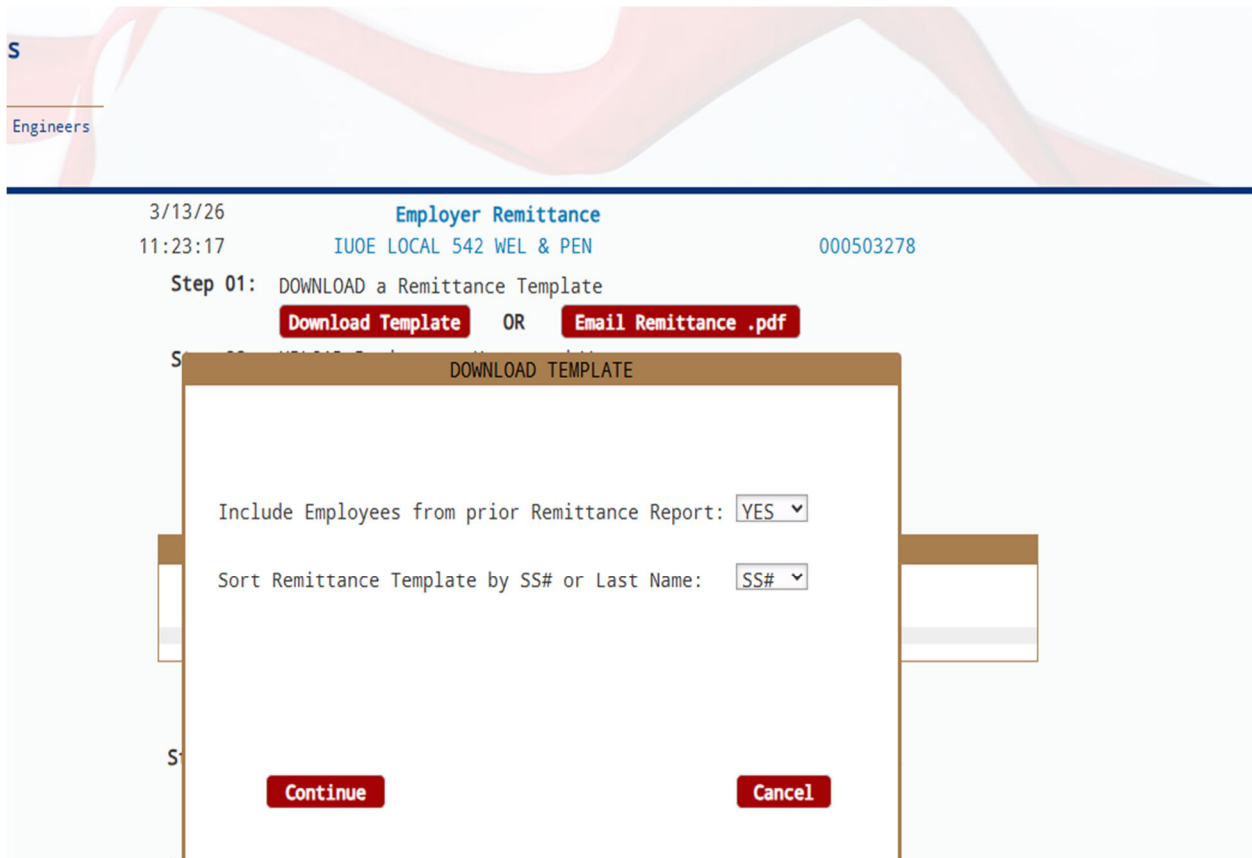 s
Engineers
3/13/26 Employer Remittance
11:23:17 IUOE LOCAL 542 WEL & PEN 000503278
Step 01: DOWNLOAD a Remittance Template
Download Template OR Email Remittance .pdf
DOWNLOAD TEMPLATE
Include Employees from prior Remittance Report: YES
Sort Remittance Template by SS# or Last Name: SS#
Continue Cancel